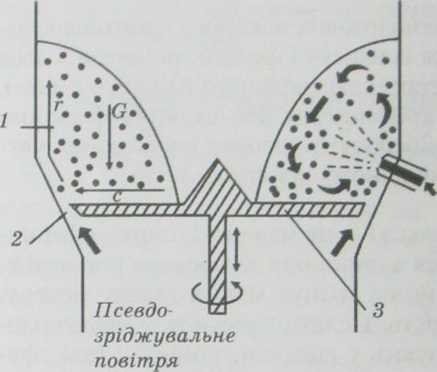 1
r
G
c
2
3
Псевдо-
зріджувальне
повітря